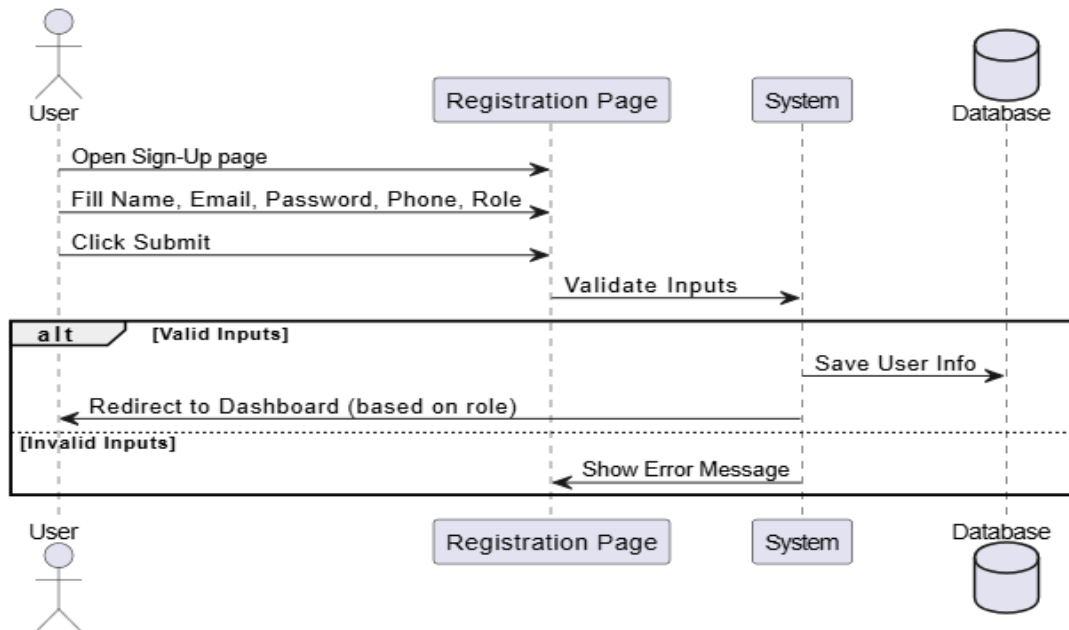 User
Registration Page
System
Database
Open Sign-Up page
Fill Name, Email, Password, Phone, Role
Click Submit
Validate Inputs
alt [Valid Inputs]
Save User Info
Redirect to Dashboard (based on role)
[Invalid Inputs]
Show Error Message
User
Registration Page
System
Database